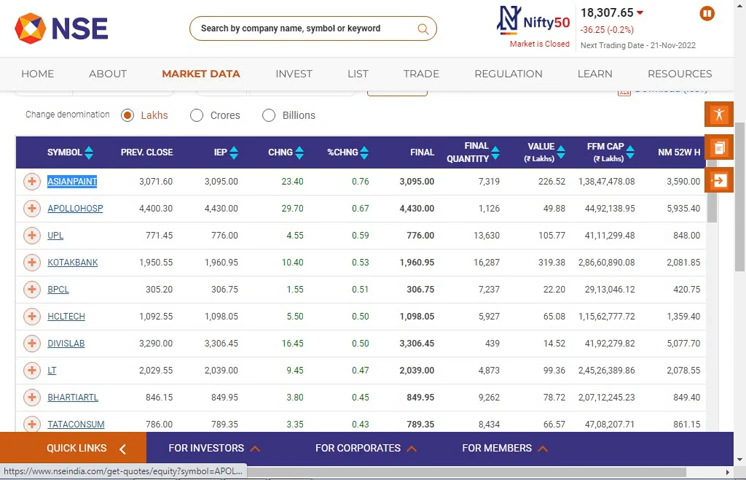 NSE
Search by company name, symbol or keyword
Nifty50
Market is Closed
18,307.65
-36.25 (-0.2%)
Next Trading Date - 21-Nov-2022
HOME ABOUT MARKET DATA INVEST LIST TRADE REGULATION LEARN RESOURCES
Change denomination Lakhs Crores Billions
SYMBOL PREV. CLOSE IEP CHNG %CHNG FINAL FINAL QUANTITY VALUE (₹ Lakhs) FFM CAP (₹ Lakhs) NM 52W H
ASIANPAINT 3,071.60 3,095.00 23.40 0.76 3,095.00 7,319 226.52 1,38,47,478.08 3,590.00
APOLLOHOSP 4,400.30 4,430.00 29.70 0.67 4,430.00 1,126 49.88 44,92,138.95 5,935.40
UPL 771.45 776.00 4.55 0.59 776.00 13,630 105.77 41,11,299.48 848.00
KOTAKBANK 1,950.55 1,960.95 10.40 0.53 1,960.95 16,287 319.38 2,86,60,890.08 2,081.85
BPCL 305.20 306.75 1.55 0.51 306.75 7,237 22.20 29,13,046.12 420.75
HCLTECH 1,092.55 1,098.05 5.50 0.50 1,098.05 5,927 65.08 1,15,62,777.72 1,359.40
DIVISLAB 3,290.00 3,306.45 16.45 0.50 3,306.45 439 14.52 41,92,279.82 5,077.70
LT 2,029.55 2,039.00 9.45 0.47 2,039.00 4,873 99.36 2,45,26,389.86 2,078.55
BHARTIARTL 846.15 849.95 3.80 0.45 849.95 9,262 78.72 2,07,12,245.23 849.40
TATACONSUM 786.00 789.35 3.35 0.43 789.35 8,434 66.57 47,08,207.71 861.15
QUICK LINKS FOR INVESTORS FOR CORPORATES FOR MEMBERS
https://www.nseindia.com/get-quotes/equity?symbol=APOL...